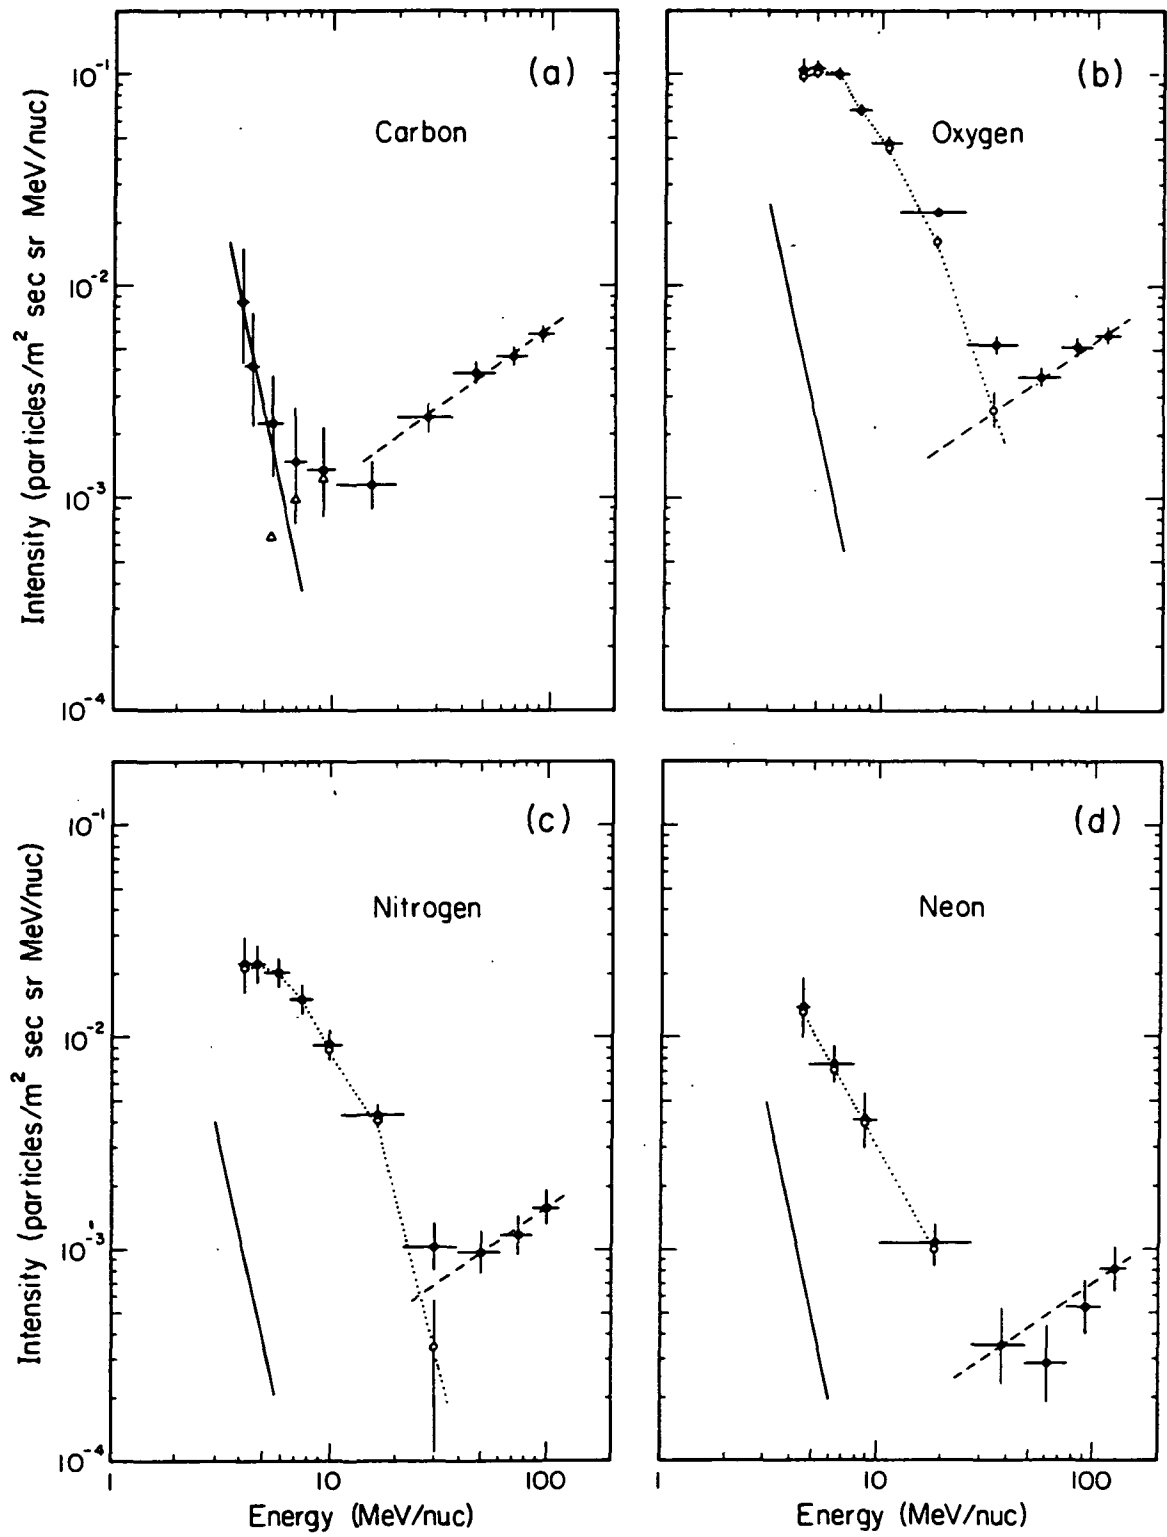 (a)
Carbon
10⁻¹
10⁻²
10⁻³
10⁻⁴
Intensity (particles/m² sec sr MeV/nuc)
(b)
Oxygen
(c)
Nitrogen
10⁻¹
10⁻²
10⁻³
10⁻⁴
Intensity (particles/m² sec sr MeV/nuc)
1 10 100
Energy (MeV/nuc)
(d)
Neon
1 10 100
Energy (MeV/nuc)